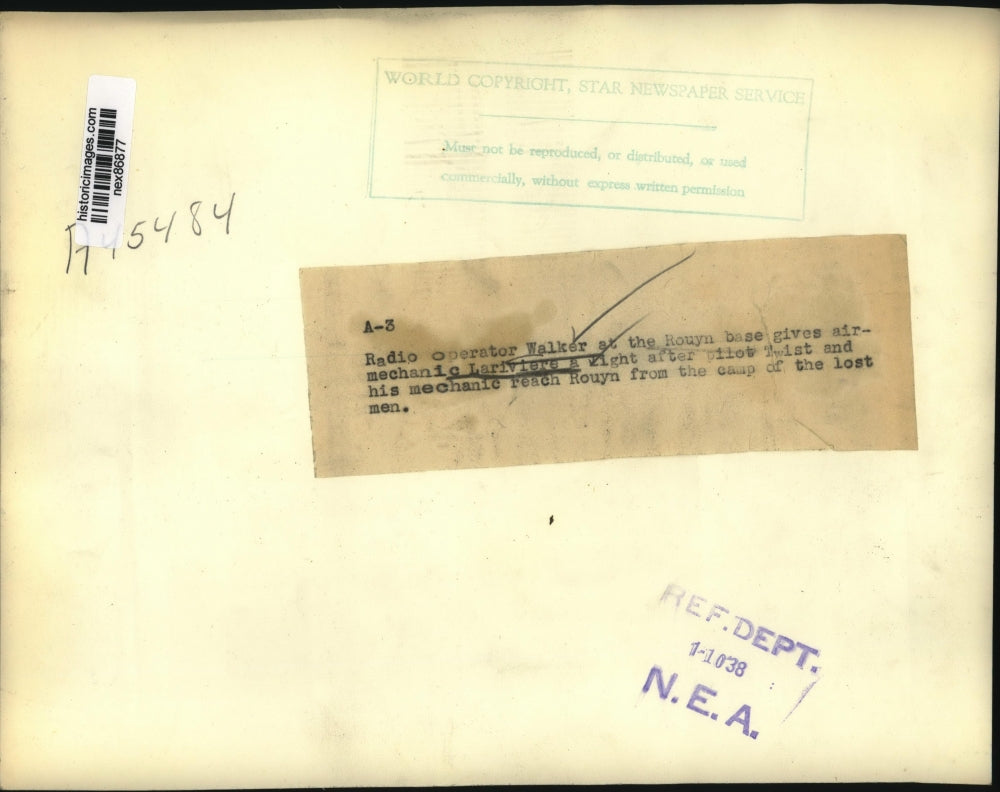 WORLD COPYRIGHT, STAR NEWSPAPER SERVICE
Must not be reproduced, or distributed, or used
commercially, without express written permission
historicimages.com
nex86877
5484
A-3
Radio operator Walker at the Rouyn base gives air-
mechanic Lariviere a light after pilot Twist and
his mechanic reach Rouyn from the camp of the lost
men.
REF. DEPT.
1-1038
N.E.A.